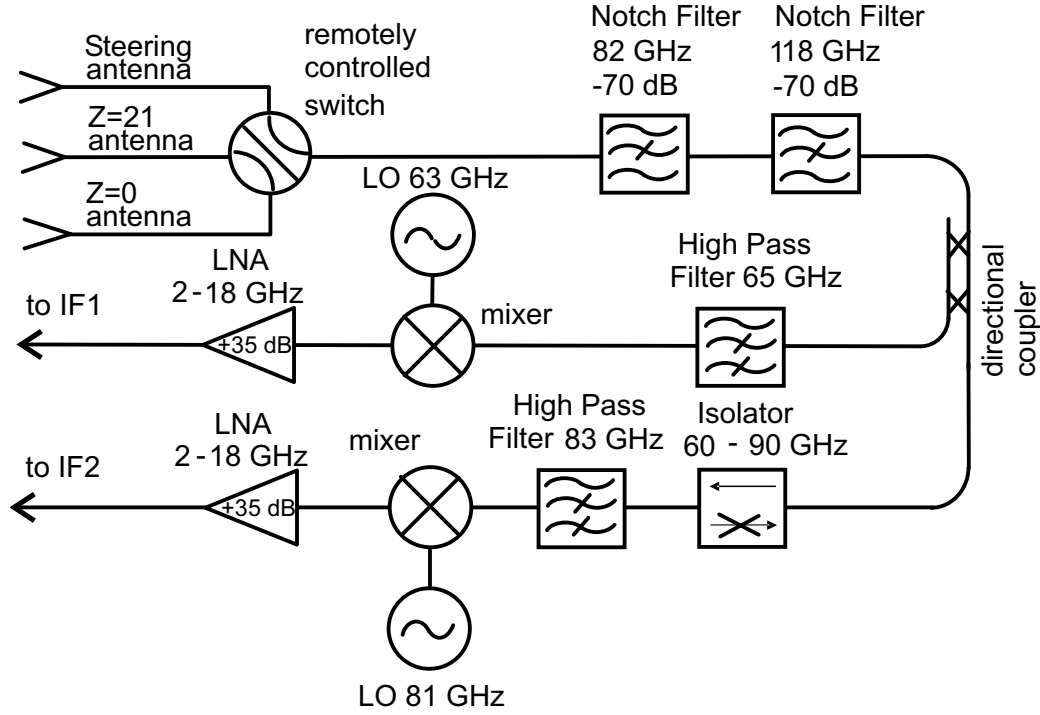 Steering
antenna
Z=21
antenna
Z=0
antenna
remotely
controlled
switch
Notch Filter
82 GHz
-70 dB
Notch Filter
118 GHz
-70 dB
LO 63 GHz
LNA
2-18 GHz
to IF1
+35 dB
mixer
High Pass
Filter 65 GHz
directional
coupler
LNA
2-18 GHz
to IF2
+35 dB
mixer
High Pass
Filter 83 GHz
Isolator
60 - 90 GHz
LO 81 GHz